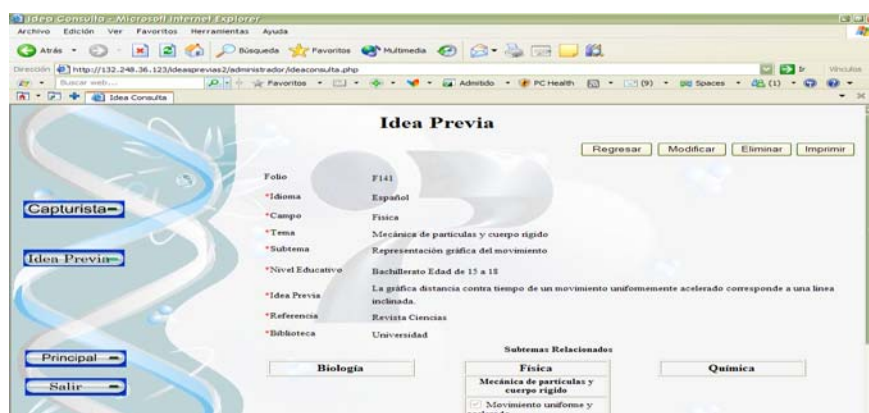 Idea Consulta - Microsoft Internet Explorer
Archivo Edición Ver Favoritos Herramientas Ayuda
Atrás Búsqueda Favoritos Multimedia
Dirección http://132.248.36.123/ideasprevias2/administrador/ideaconsulta.php Ir Vínculos
Buscar web... Favoritos Admitido PC Health (9) Spaces (1)
Idea Consulta
Idea Previa
Regresar Modificar Eliminar Imprimir
Folio F141
*Idioma Español
Capturista
*Campo Física
*Tema Mecánica de partículas y cuerpo rígido
*Subtema Representación gráfica del movimiento
Idea Previa
*Nivel Educativo Bachillerato Edad de 15 a 18
*Idea Previa La gráfica distancia contra tiempo de un movimiento uniformemente acelerado corresponde a una línea
inclinada.
*Referencia Revista Ciencias
*Biblioteca Universidad
Subtemas Relacionados
Principal
Biología Física Química
Mecánica de partículas y
cuerpo rígido
Salir
Movimiento uniforme y